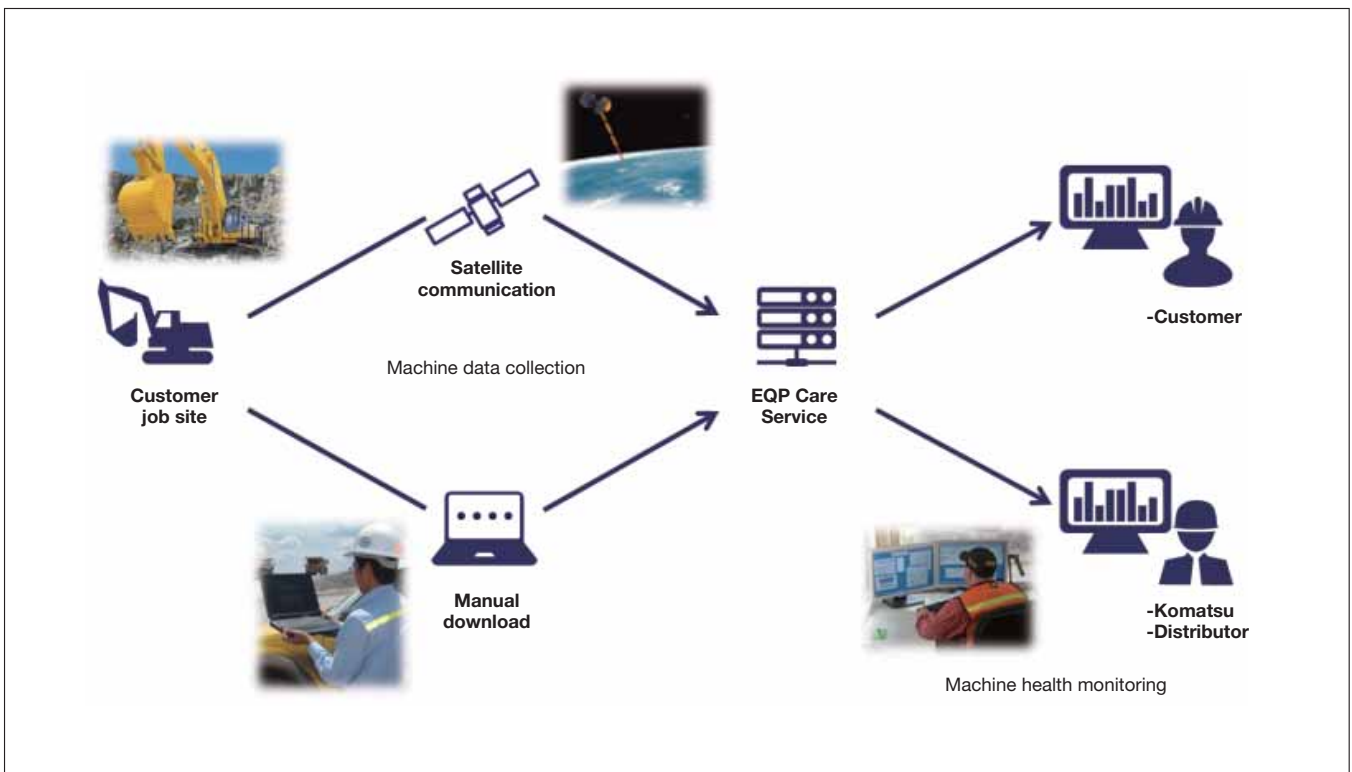 Satellite
communication
-Customer
Machine data collection
Customer
job site
EQP Care
Service
Manual
download
-Komatsu
-Distributor
Machine health monitoring